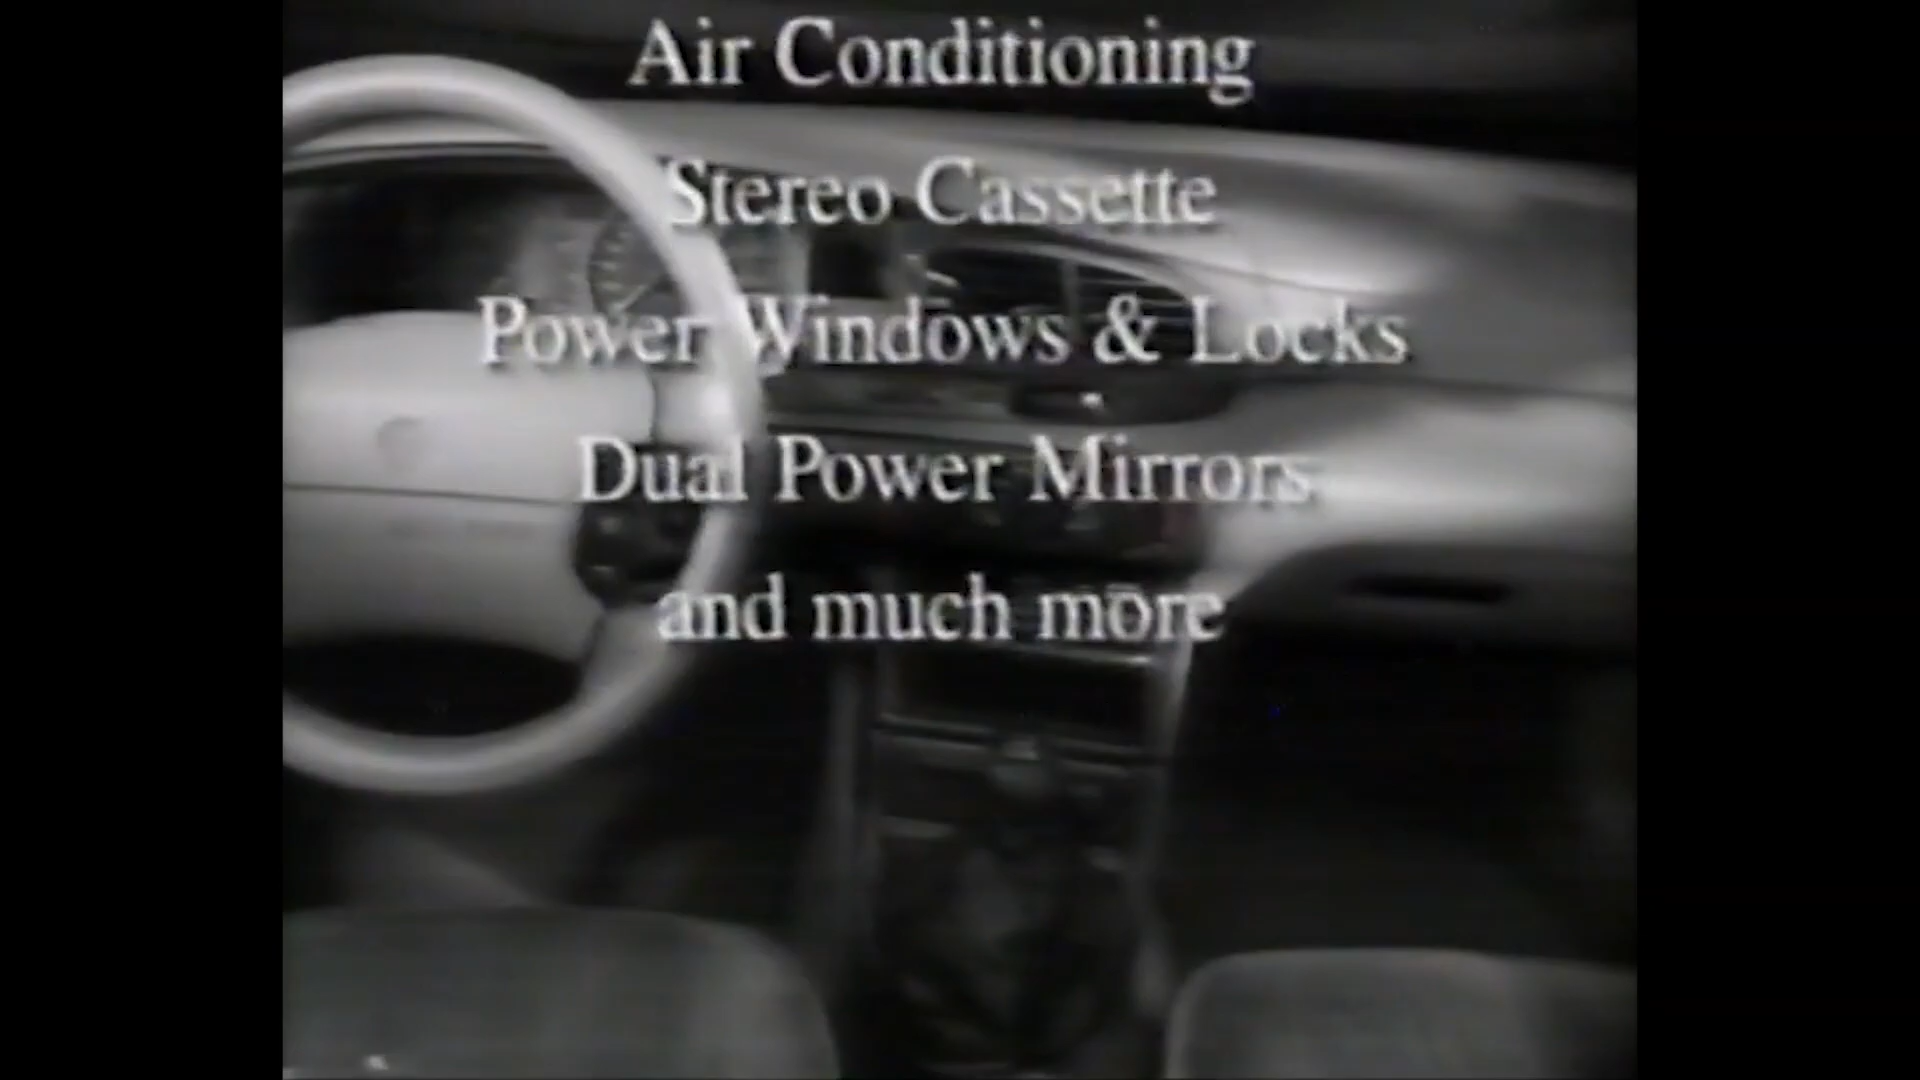 Air Conditioning
Stereo Cassette
Power Windows & Locks
Dual Power Mirrors
and much more